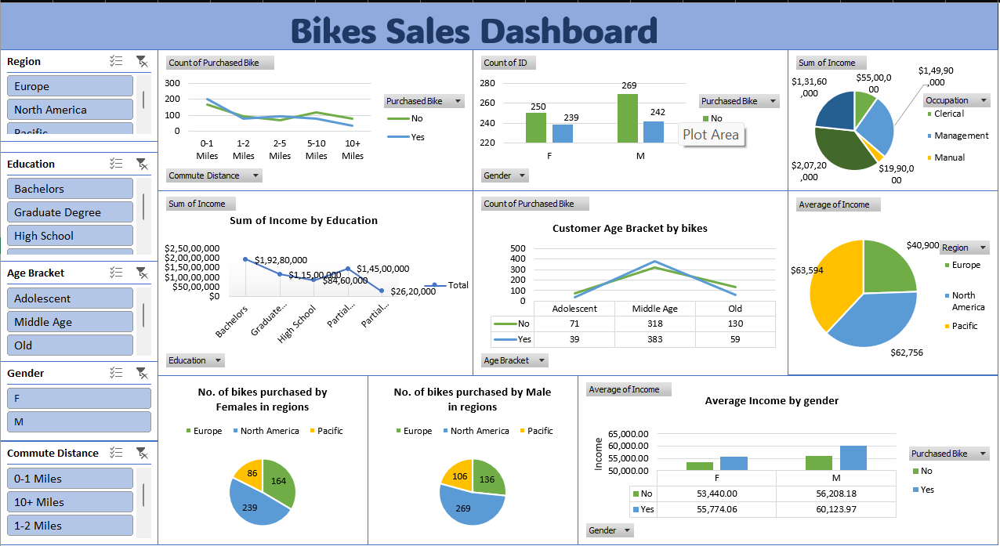 Bikes Sales Dashboard
Region
Europe
North America
Pacific
Education
Bachelors
Graduate Degree
High School
Age Bracket
Adolescent
Middle Age
Old
Gender
F
M
Commute Distance
0-1 Miles
10+ Miles
1-2 Miles
Count of Purchased Bike
300
200
100
0
0-1 Miles
1-2 Miles
2-5 Miles
5-10 Miles
10+ Miles
Purchased Bike
No
Yes
Commute Distance
Count of ID
280
260
240
220
250
239
269
242
F
M
Purchased Bike
No
Plot Area
Gender
Sum of Income
$1,31,60
,000
$55,00,0
00
$1,49,90
,000
$2,07,20
,000
$19,90,0
00
Occupation
Clerical
Management
Manual
Sum of Income
Sum of Income by Education
$2,50,00,000
$2,00,00,000
$1,50,00,000
$1,00,00,000
$50,00,000
$0
$1,92,80,000
$1,15,00,000
$84,60,000
$1,45,00,000
$26,20,000
Bachelors
Graduate...
High School
Partial...
Partial...
Total
Education
Count of Purchased Bike
Customer Age Bracket by bikes
500
400
300
200
100
0
Adolescent Middle Age Old
No 71 318 130
Yes 39 383 59
Age Bracket
Average of Income
$40,900
$63,594
$62,756
Region
Europe
North
America
Pacific
No. of bikes purchased by
Females in regions
Europe North America Pacific
86
164
239
No. of bikes purchased by Male
in regions
Europe North America Pacific
106
136
269
Average of Income
Average Income by gender
Income
65,000.00
60,000.00
55,000.00
50,000.00
F M
No 53,440.00 56,208.18
Yes 55,774.06 60,123.97
Purchased Bike
No
Yes
Gender